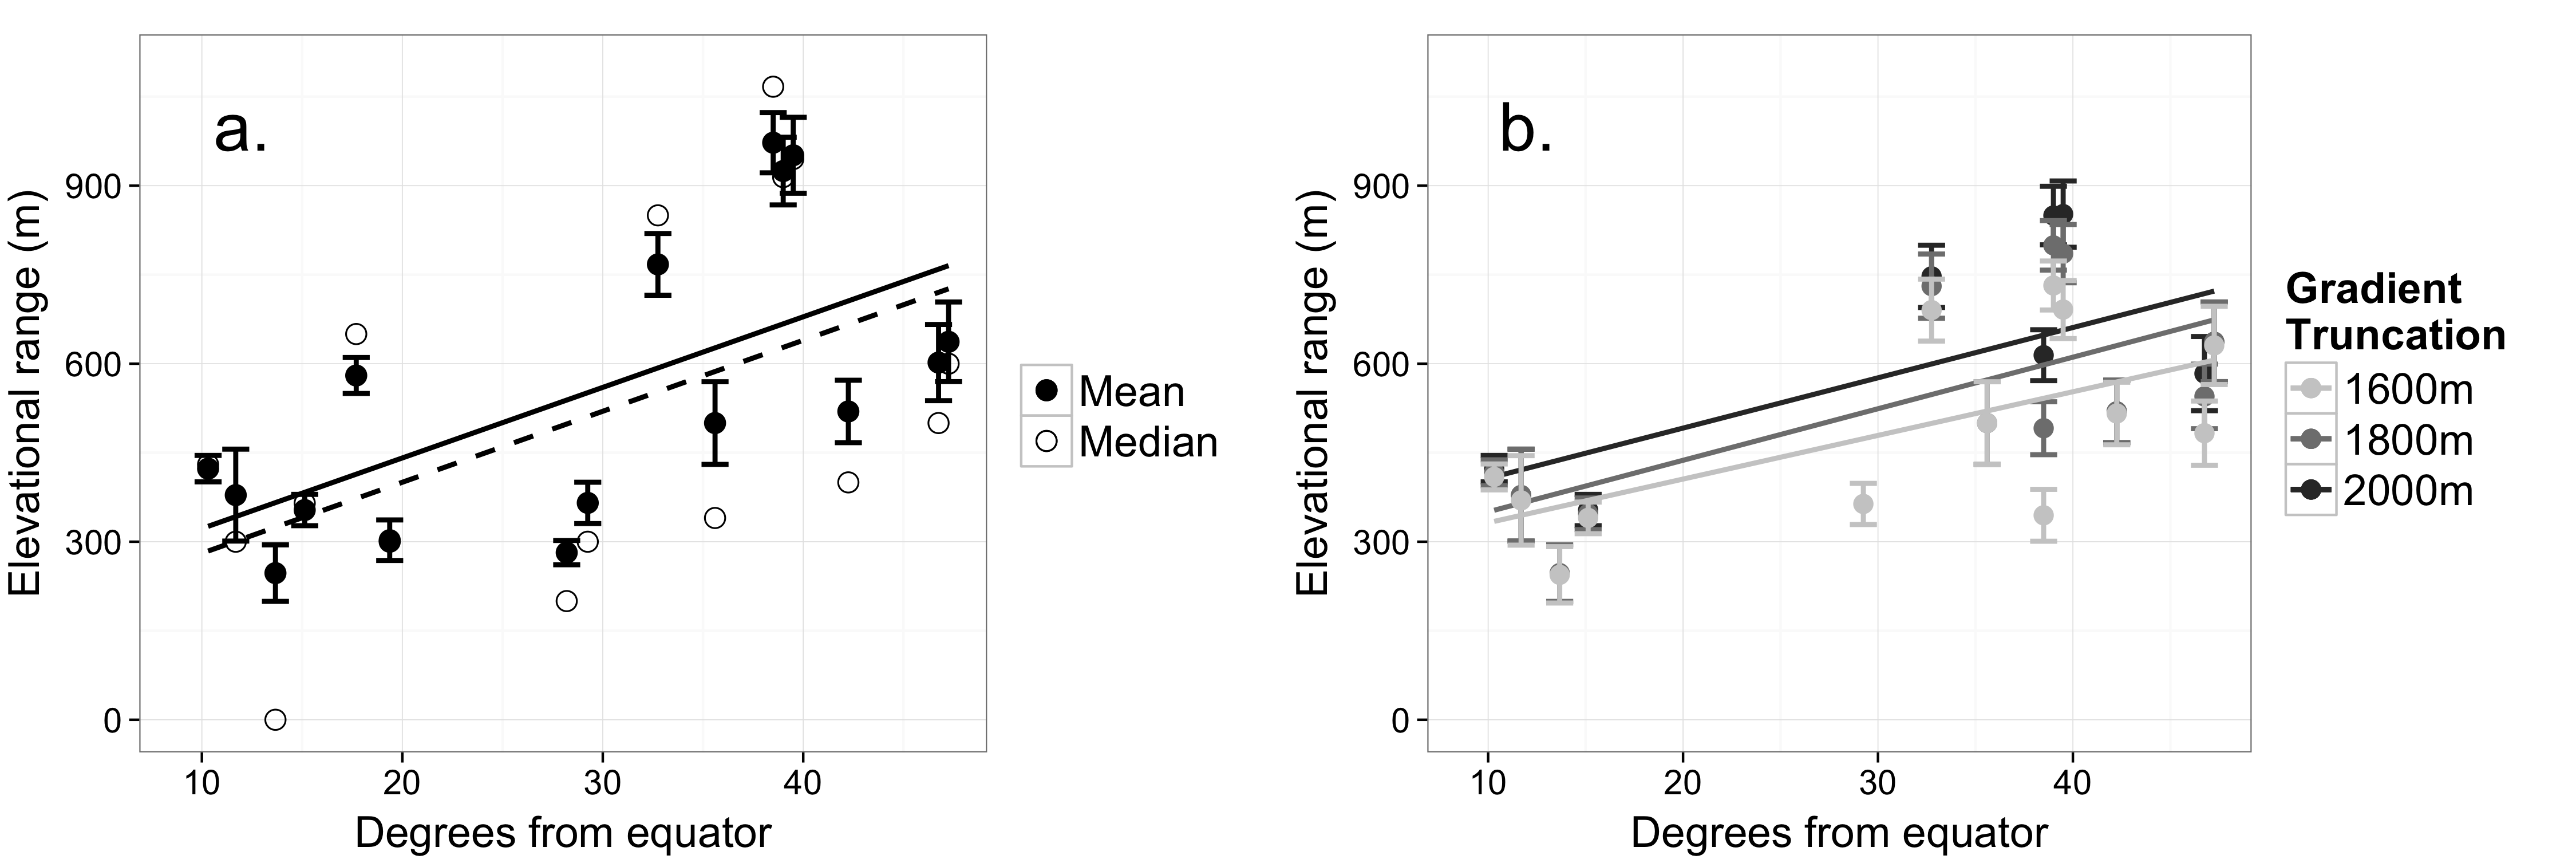 a.
Elevational range (m)
900
600
300
0
10 20 30 40
Degrees from equator
Mean
Median
b.
Elevational range (m)
900
600
300
0
10 20 30 40
Degrees from equator
Gradient
Truncation
1600m
1800m
2000m